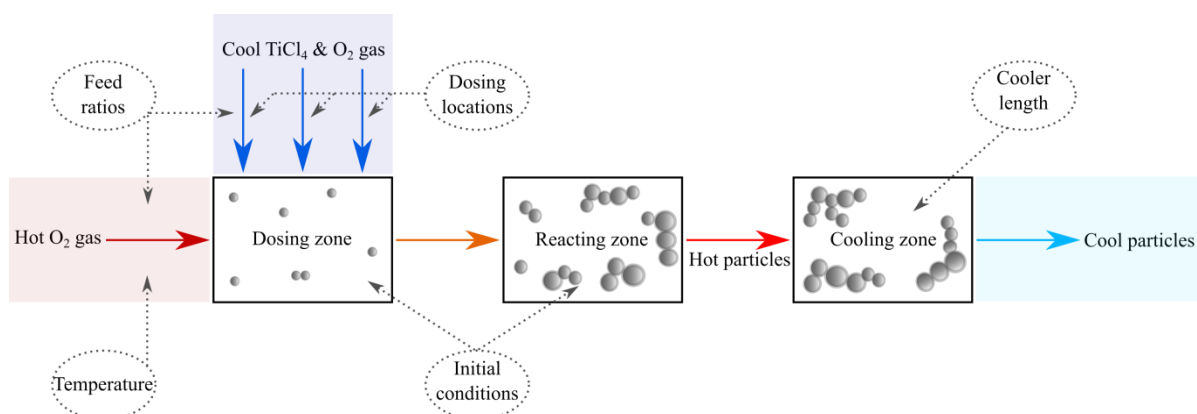 Cool TiCl4 & O2 gas
Feed
ratios
Dosing
locations
Cooler
length
Hot O2 gas
Dosing zone
Reacting zone
Hot particles
Cooling zone
Cool particles
Temperature
Initial
conditions